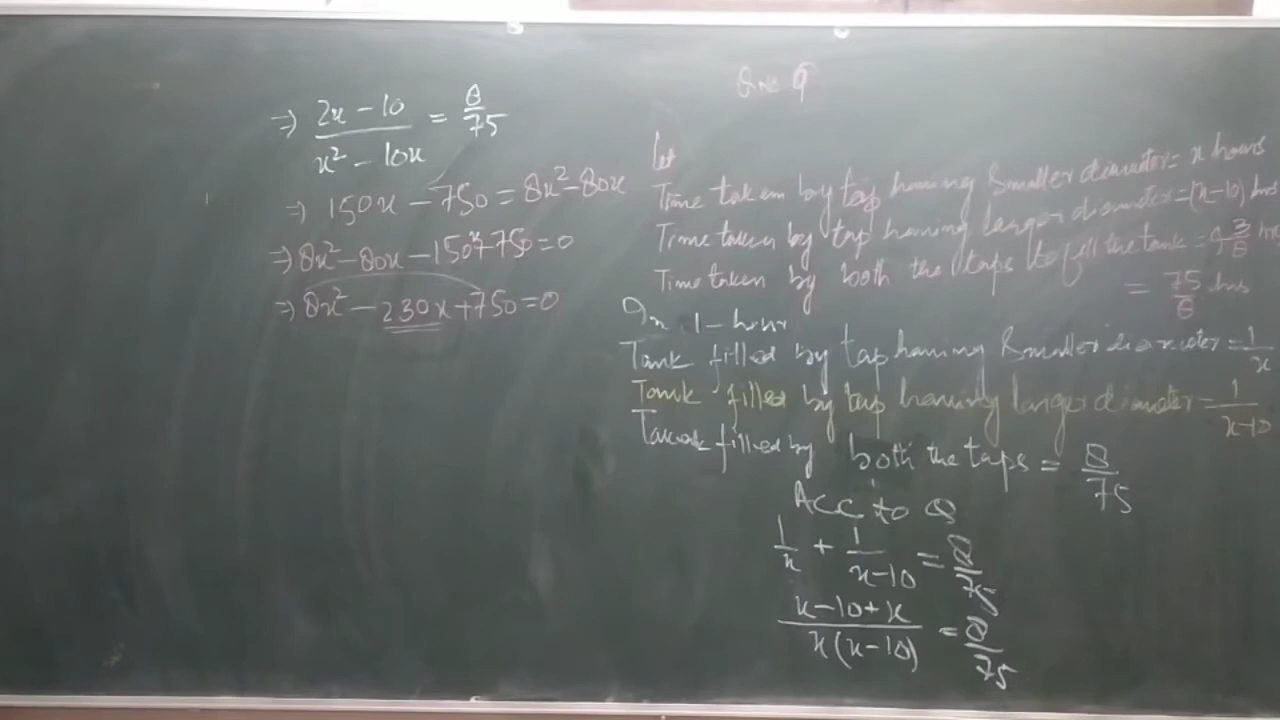 Q no 9
let
Time taken by tap having Smaller diameter = x hours
Time taken by tap having larger diameter = (x-10) hrs
Time taken by both the taps to fill the tank = 9 3/8 hrs
= 75/8 hrs
In 1-hour
Tank filled by tap having Smaller diameter = 1/x
Tank filled by tap having larger diameter = 1/x-10
filled by both the taps = 8/75
Acc to Q
1/x + 1/x-10 = 8/75
x-10+x/x(x-10) = 8/75
⇒ 2x-10/x²-10x = 8/75
⇒ 150x - 750 = 8x²-80x
⇒ 8x²-80x-150x+750=0
⇒ 8x²-230x+750=0